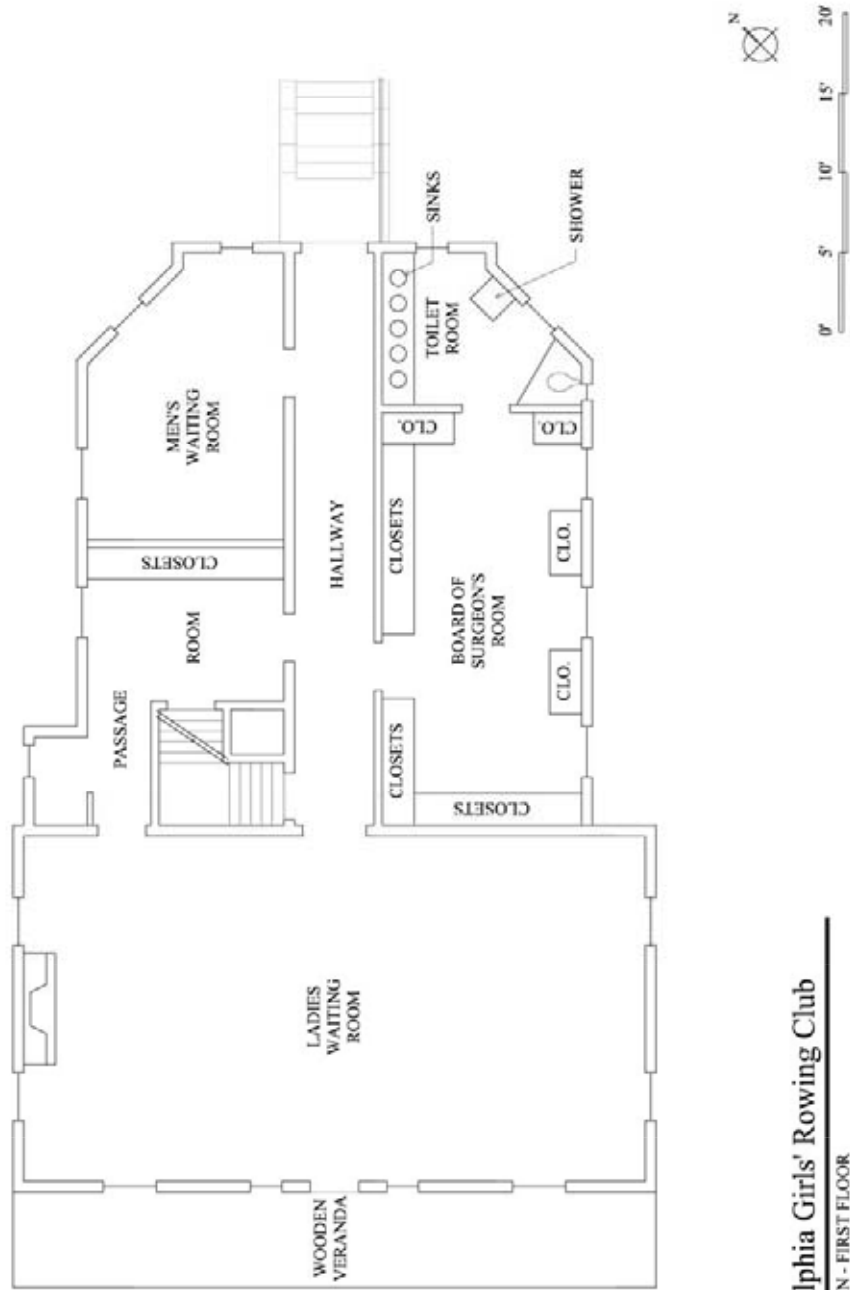 WOODEN
VERANDA
LADIES
WAITING
ROOM
PASSAGE
ROOM
CLOSETS
MEN'S
WAITING
ROOM
HALLWAY
CLOSETS
CLOSETS
CLOSETS
BOARD OF
SURGEON'S
ROOM
CLO.
CLO.
CLO.
CLO.
TOILET
ROOM
SINKS
SHOWER
N
0'
5'
10'
15'
20'
lphia Girls' Rowing Club
N - FIRST FLOOR